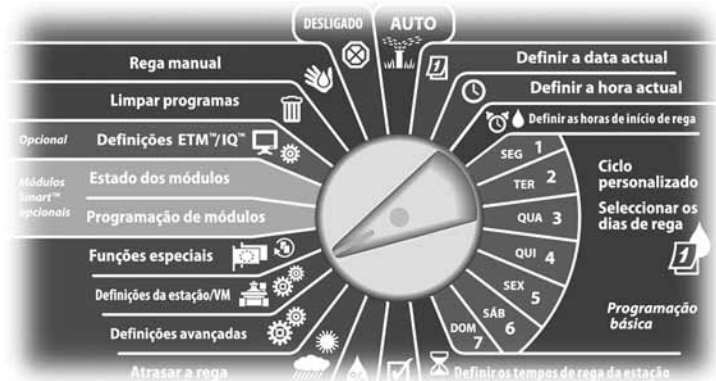 DESLIGADO
AUTO
Rega manual
Limpar programas
Opcional
Definições ETM™/IQ™
Módulos
Smart™
opcionais
Estado dos módulos
Programação de módulos
Funções especiais
Definições da estação/VM
Definições avançadas
Atrasar a rega
Definir a data actual
Definir a hora actual
Definir as horas de início de rega
SEG 1
TER 2
QUA 3
QUI 4
SEX 5
SÁB 6
DOM 7
Ciclo
personalizado
Seleccionar os
dias de rega
1
1
Programação
básica
Definir os tempos de rega da estação
%